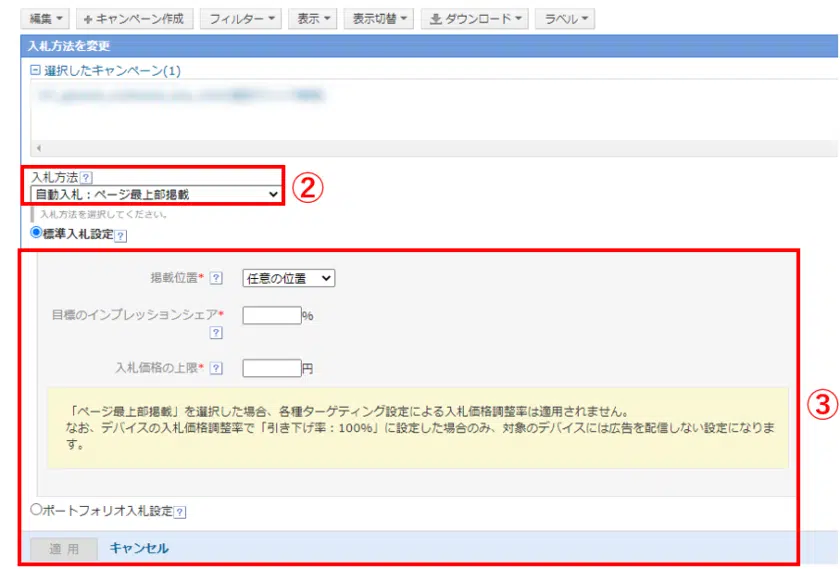 編集 + キャンペーン作成 フィルター 表示 表示切替 ダウンロード ラベル
入札方法を変更
選択したキャンペーン(1)
入札方法 ?
自動入札：ページ最上部掲載
②
入札方法を選択してください。
標準入札設定 ?
掲載位置* ? 任意の位置
目標のインプレッションシェア* %
?
入札価格の上限* ? 円
「ページ最上部掲載」を選択した場合、各種ターゲティング設定による入札価格調整率は適用されません。
③
なお、デバイスの入札価格調整率で「引き下げ率：100%」に設定した場合のみ、対象のデバイスには広告を配信しない設定になりま
す。
ポートフォリオ入札設定 ?
適 用 キャンセル